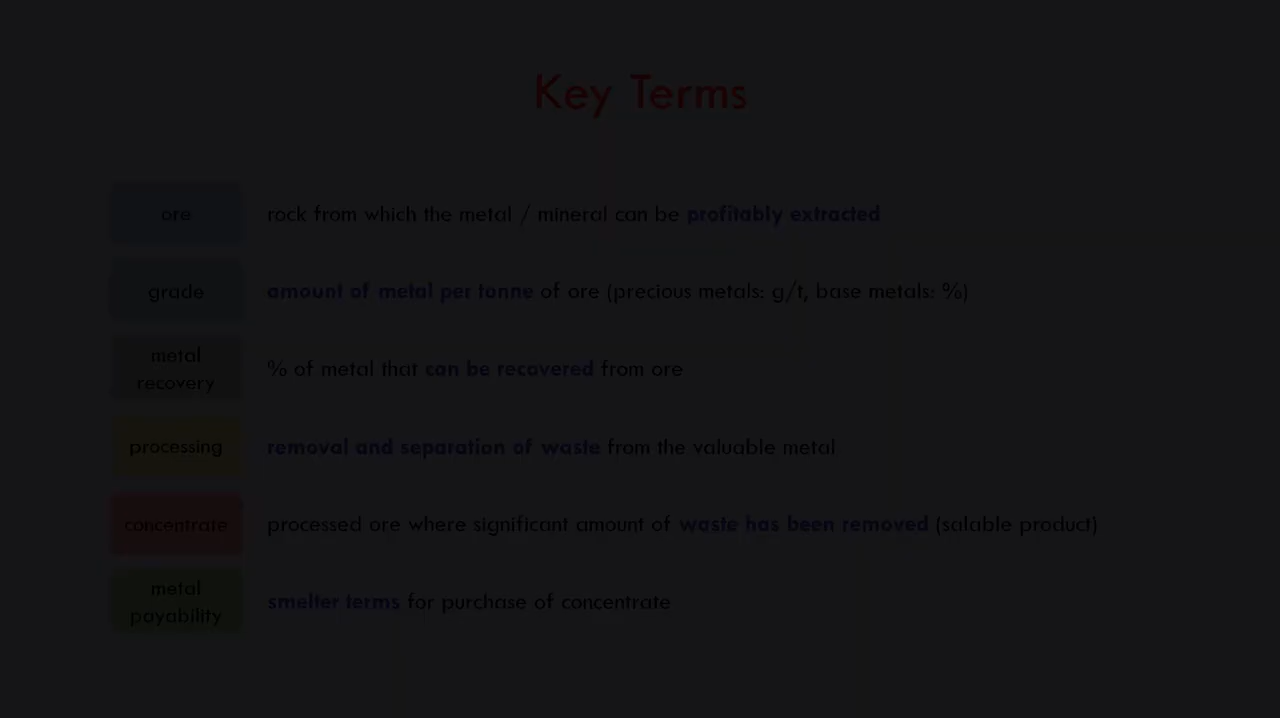 Key Terms
ore
rock from which the metal / mineral can be profitably extracted
grade
amount of metal per tonne of ore (precious metals: g/t, base metals: %)
metal
recovery
% of metal that can be recovered from ore
processing
removal and separation of waste from the valuable metal
concentrate
processed ore where significant amount of waste has been removed (salable product)
metal
payability
smelter terms for purchase of concentrate